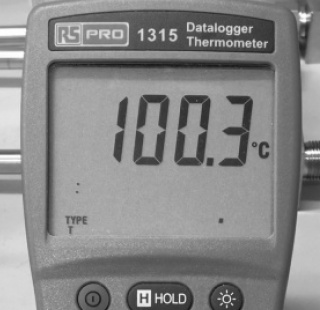 RS PRO 1315 Datalogger
Thermometer
100.3 °C
:
TYPE
T
H HOLD